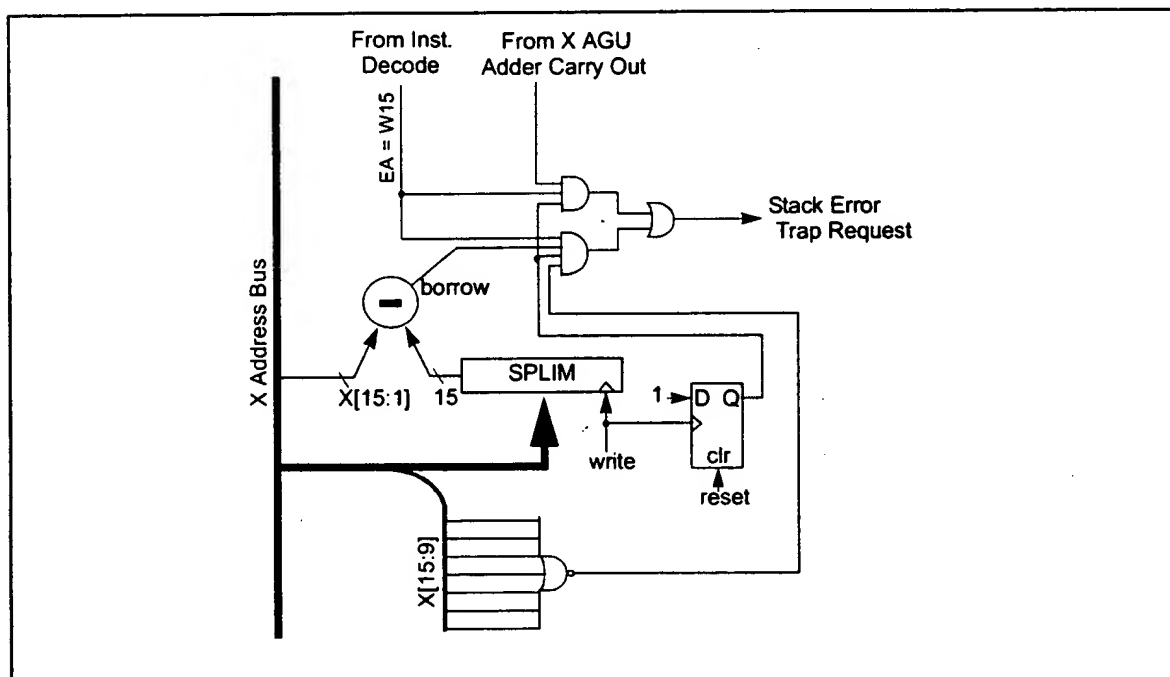 From Inst.
Decode
From X AGU
Adder Carry Out
EA = W15
Stack Error
Trap Request
X Address Bus
borrow
SPLIM
X[15:1]
15
1
D Q
clr
write
reset
X[15:9]